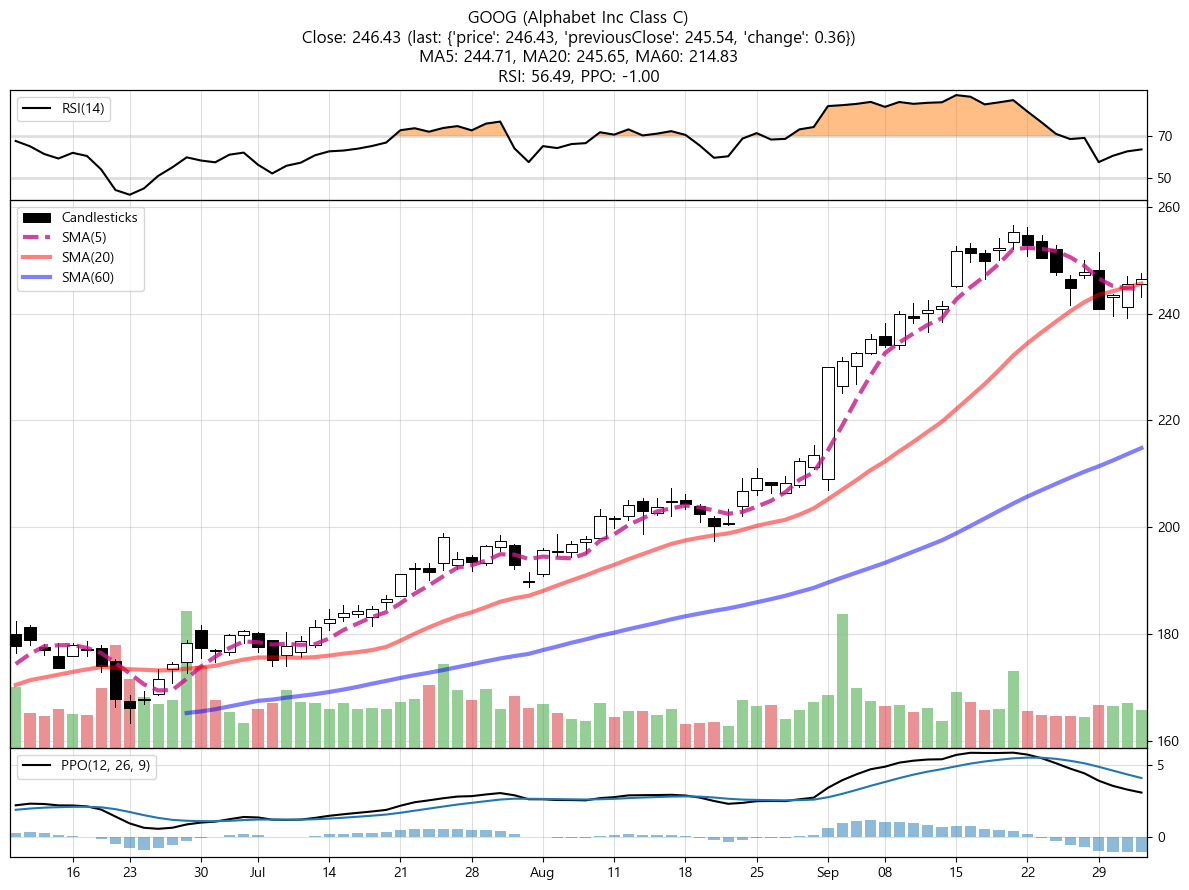 GOOG (Alphabet Inc Class C)
Close: 246.43 (last: {'price': 246.43, 'previousClose': 245.54, 'change': 0.36})
MA5: 244.71, MA20: 245.65, MA60: 214.83
RSI: 56.49, PPO: -1.00
RSI(14)
70
50
Candlesticks
SMA(5)
SMA(20)
SMA(60)
260
240
220
200
180
160
PPO(12, 26, 9)
5
0
16 23 30 Jul 14 21 28 Aug 11 18 25 Sep 08 15 22 29